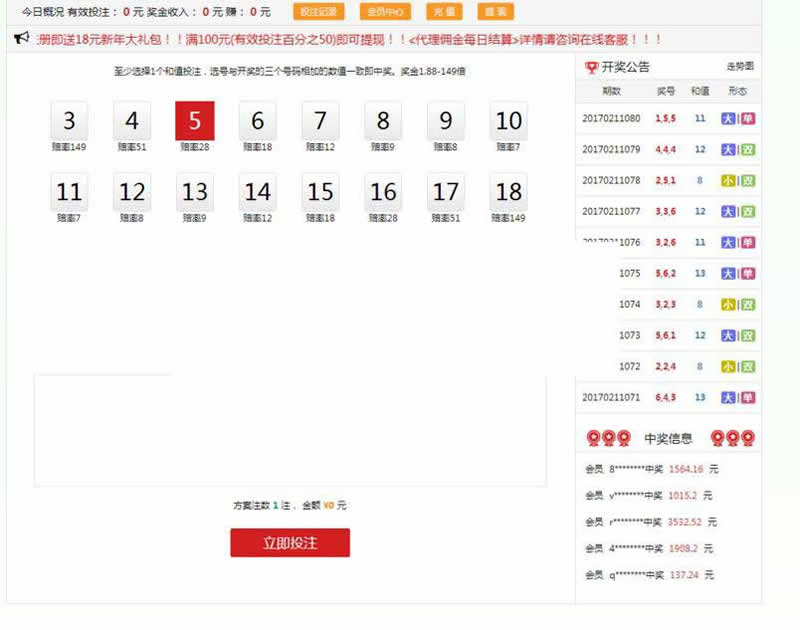 今日概况 有效投注： 0 元 奖金收入： 0 元 赚： 0 元 投注记录 会员中心 充 值 提 现
:册即送18元新年大礼包！！满100元(有效投注百分之50)即可提现！！<代理佣金每日结算>详情请咨询在线客服！！！
至少选择1个和值投注，选号与开奖的三个号码相加的数值一致即中奖。奖金1.88-149倍
3 4 5 6 7 8 9 10
赔率149 赔率51 赔率28 赔率18 赔率12 赔率9 赔率8 赔率7
11 12 13 14 15 16 17 18
赔率7 赔率8 赔率9 赔率12 赔率18 赔率28 赔率51 赔率149
方案注数 1 注， 金额 ¥0 元
立即投注
开奖公告 走势图
期数 奖号 和值 形态
20170211080 1,5,5 11 大|单
20170211079 4,4,4 12 大|双
20170211078 2,5,1 8 小|双
20170211077 3,3,6 12 大|双
20170211076 3,2,6 11 大|单
1075 5,6,2 13 大|单
1074 3,2,3 8 小|双
1073 5,6,1 12 大|双
1072 2,2,4 8 小|双
20170211071 6,4,3 13 大|单
中奖信息
会员 8********中奖 1564.16 元
会员 v********中奖 1015.2 元
会员 r********中奖 3532.52 元
会员 4********中奖 1908.2 元
会员 q********中奖 137.24 元